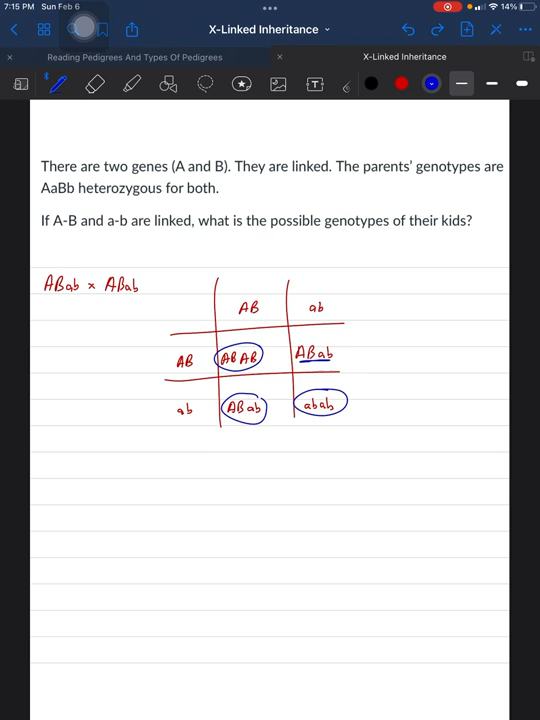 7:15 PM Sun Feb 6
14%
X-Linked Inheritance
Reading Pedigrees And Types Of Pedigrees
X-Linked Inheritance
There are two genes (A and B). They are linked. The parents' genotypes are
AaBb heterozygous for both.
If A-B and a-b are linked, what is the possible genotypes of their kids?
ABab × ABab
AB ab
AB ABAB ABab
ab ABab abab